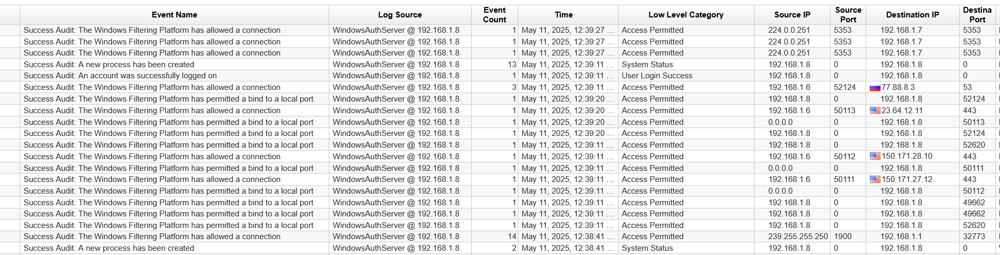 Event Name Log Source Event Count Time Low Level Category Source IP Source Port Destination IP Destina Port
Success Audit: The Windows Filtering Platform has allowed a connection WindowsAuthServer @ 192.168.1.8 1 May 11, 2025, 12:39:27 ... Access Permitted 224.0.0.251 5353 192.168.1.7 5353
Success Audit: The Windows Filtering Platform has allowed a connection WindowsAuthServer @ 192.168.1.8 1 May 11, 2025, 12:39:27 ... Access Permitted 224.0.0.251 5353 192.168.1.7 5353
Success Audit: The Windows Filtering Platform has allowed a connection WindowsAuthServer @ 192.168.1.8 1 May 11, 2025, 12:39:27 ... Access Permitted 224.0.0.251 5353 192.168.1.7 5353
Success Audit: A new process has been created WindowsAuthServer @ 192.168.1.8 13 May 11, 2025, 12:39:11 ... System Status 192.168.1.8 0 192.168.1.8 0
Success Audit: An account was successfully logged on WindowsAuthServer @ 192.168.1.8 1 May 11, 2025, 12:39:11 ... User Login Success 192.168.1.8 0 192.168.1.8 0
Success Audit: The Windows Filtering Platform has allowed a connection WindowsAuthServer @ 192.168.1.8 3 May 11, 2025, 12:39:11 ... Access Permitted 192.168.1.6 52124 77.88.8.3 53
Success Audit: The Windows Filtering Platform has permitted a bind to a local port WindowsAuthServer @ 192.168.1.8 1 May 11, 2025, 12:39:20 ... Access Permitted 192.168.1.8 0 192.168.1.8 52124
Success Audit: The Windows Filtering Platform has allowed a connection WindowsAuthServer @ 192.168.1.8 1 May 11, 2025, 12:39:20 ... Access Permitted 192.168.1.6 50113 23.64.12.11 443
Success Audit: The Windows Filtering Platform has permitted a bind to a local port WindowsAuthServer @ 192.168.1.8 1 May 11, 2025, 12:39:20 ... Access Permitted 0.0.0.0 0 192.168.1.8 50113
Success Audit: The Windows Filtering Platform has permitted a bind to a local port WindowsAuthServer @ 192.168.1.8 1 May 11, 2025, 12:39:20 ... Access Permitted 192.168.1.8 0 192.168.1.8 52124
Success Audit: The Windows Filtering Platform has permitted a bind to a local port WindowsAuthServer @ 192.168.1.8 1 May 11, 2025, 12:39:11 ... Access Permitted 192.168.1.8 0 192.168.1.8 52620
Success Audit: The Windows Filtering Platform has allowed a connection WindowsAuthServer @ 192.168.1.8 1 May 11, 2025, 12:39:11 ... Access Permitted 192.168.1.6 50112 150.171.28.10 443
Success Audit: The Windows Filtering Platform has permitted a bind to a local port WindowsAuthServer @ 192.168.1.8 1 May 11, 2025, 12:39:11 ... Access Permitted 0.0.0.0 0 192.168.1.8 50111
Success Audit: The Windows Filtering Platform has allowed a connection WindowsAuthServer @ 192.168.1.8 1 May 11, 2025, 12:39:11 ... Access Permitted 192.168.1.6 50111 150.171.27.12 443
Success Audit: The Windows Filtering Platform has permitted a bind to a local port WindowsAuthServer @ 192.168.1.8 1 May 11, 2025, 12:39:11 ... Access Permitted 0.0.0.0 0 192.168.1.8 50112
Success Audit: The Windows Filtering Platform has permitted a bind to a local port WindowsAuthServer @ 192.168.1.8 1 May 11, 2025, 12:39:11 ... Access Permitted 192.168.1.8 0 192.168.1.8 49662
Success Audit: The Windows Filtering Platform has permitted a bind to a local port WindowsAuthServer @ 192.168.1.8 1 May 11, 2025, 12:39:11 ... Access Permitted 192.168.1.8 0 192.168.1.8 49662
Success Audit: The Windows Filtering Platform has permitted a bind to a local port WindowsAuthServer @ 192.168.1.8 1 May 11, 2025, 12:39:11 ... Access Permitted 192.168.1.8 0 192.168.1.8 52620
Success Audit: The Windows Filtering Platform has allowed a connection WindowsAuthServer @ 192.168.1.8 14 May 11, 2025, 12:38:41 ... Access Permitted 239.255.255.250 1900 192.168.1.1 32773
Success Audit: A new process has been created WindowsAuthServer @ 192.168.1.8 2 May 11, 2025, 12:38:41 ... System Status 192.168.1.8 0 192.168.1.8 0